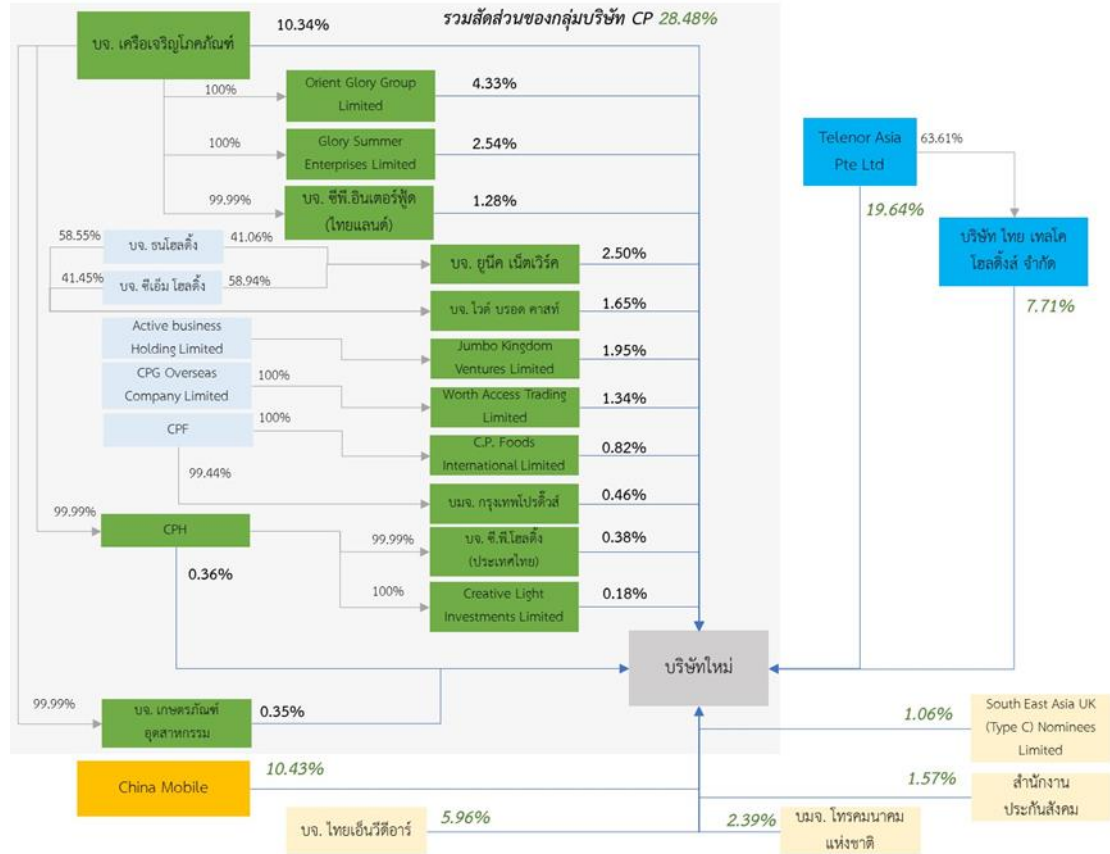 รวมสัดส่วนของกลุ่มบริษัท CP 28.48%
บจ. เครือเจริญโภคภัณฑ์
10.34%
100%
Orient Glory Group
Limited
4.33%
100%
Glory Summer
Enterprises Limited
2.54%
99.99%
บจ. ซีพี.อินเตอร์ฟู้ด
(ไทยแลนด์)
1.28%
58.55%
บจ. ธนโฮลดิ้ง
41.06%
41.45%
บจ. ซีเอ็ม โฮลดิ้ง
58.94%
บจ. ยูนีค เน็ตเวิร์ค
2.50%
บจ. ไวด์ บรอด คาสท์
1.65%
Active business
Holding Limited
Jumbo Kingdom
Ventures Limited
1.95%
CPG Overseas
Company Limited
100%
Worth Access Trading
Limited
1.34%
CPF
100%
C.P. Foods
International Limited
0.82%
99.44%
บมจ. กรุงเทพโปรดิ๊วส์
0.46%
99.99%
CPH
0.36%
99.99%
บจ. ซี.พี.โฮลดิ้ง
(ประเทศไทย)
0.38%
100%
Creative Light
Investments Limited
0.18%
บริษัทใหม่
99.99%
บจ. เกษตรภัณฑ์
อุตสาหกรรม
0.35%
Telenor Asia
Pte Ltd
63.61%
19.64%
บริษัท ไทย เทลโค
โฮลดิ้งส์ จำกัด
7.71%
China Mobile
10.43%
บจ. ไทยเอ็นวีดีอาร์
5.96%
1.06%
South East Asia UK
(Type C) Nominees
Limited
1.57%
สำนักงาน
ประกันสังคม
2.39%
บมจ. โทรคมนาคม
แห่งชาติ